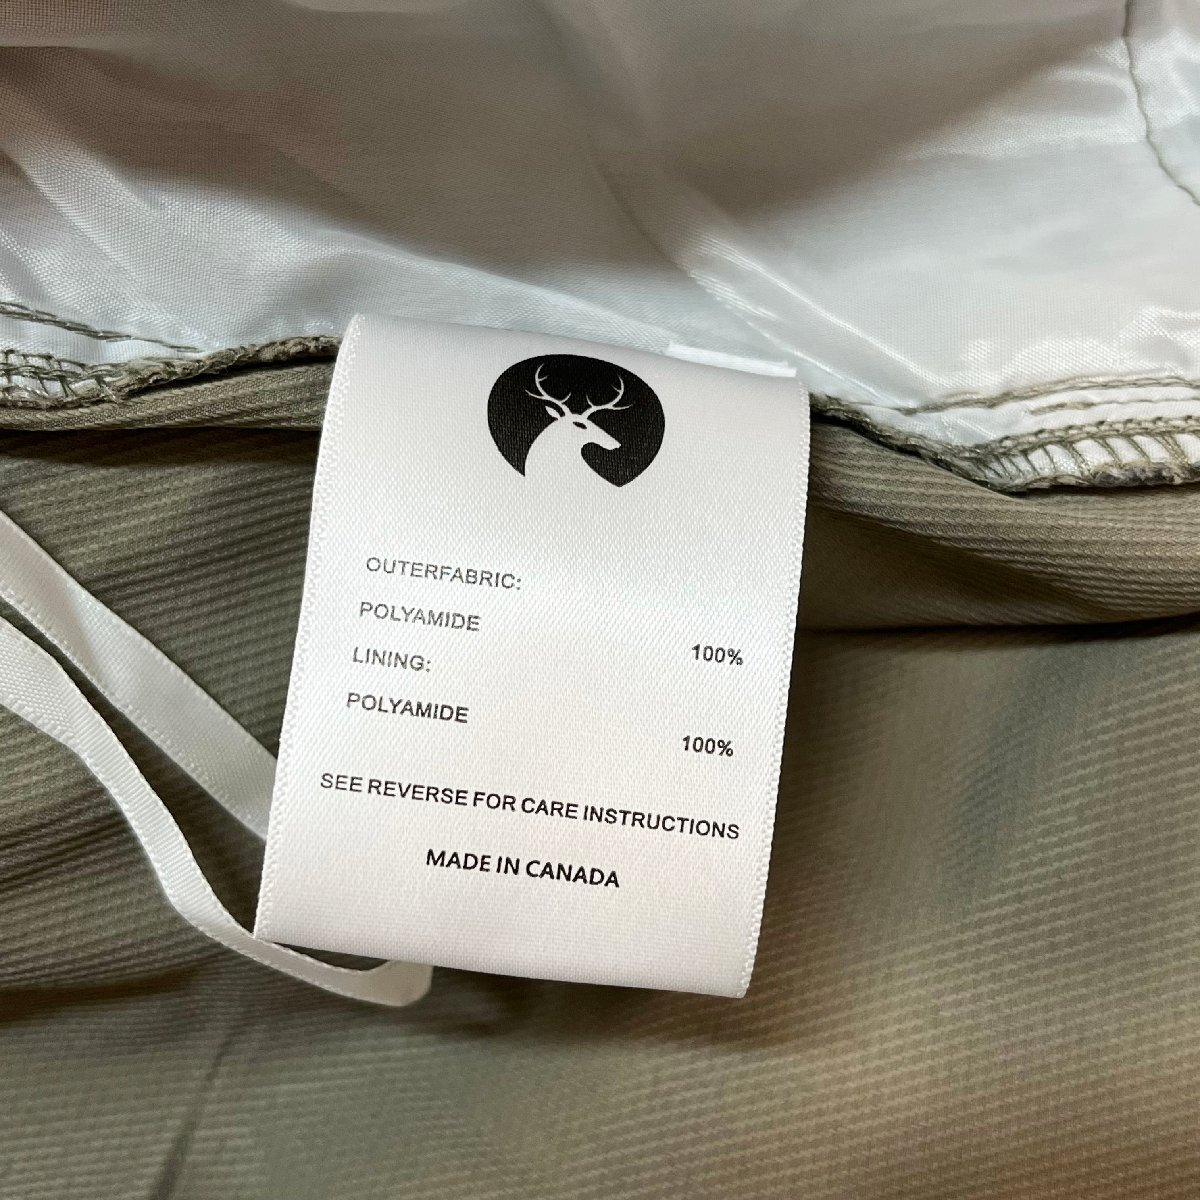 OUTERFABRIC:
POLYAMIDE 100%
LINING:
POLYAMIDE 100%
SEE REVERSE FOR CARE INSTRUCTIONS
MADE IN CANADA